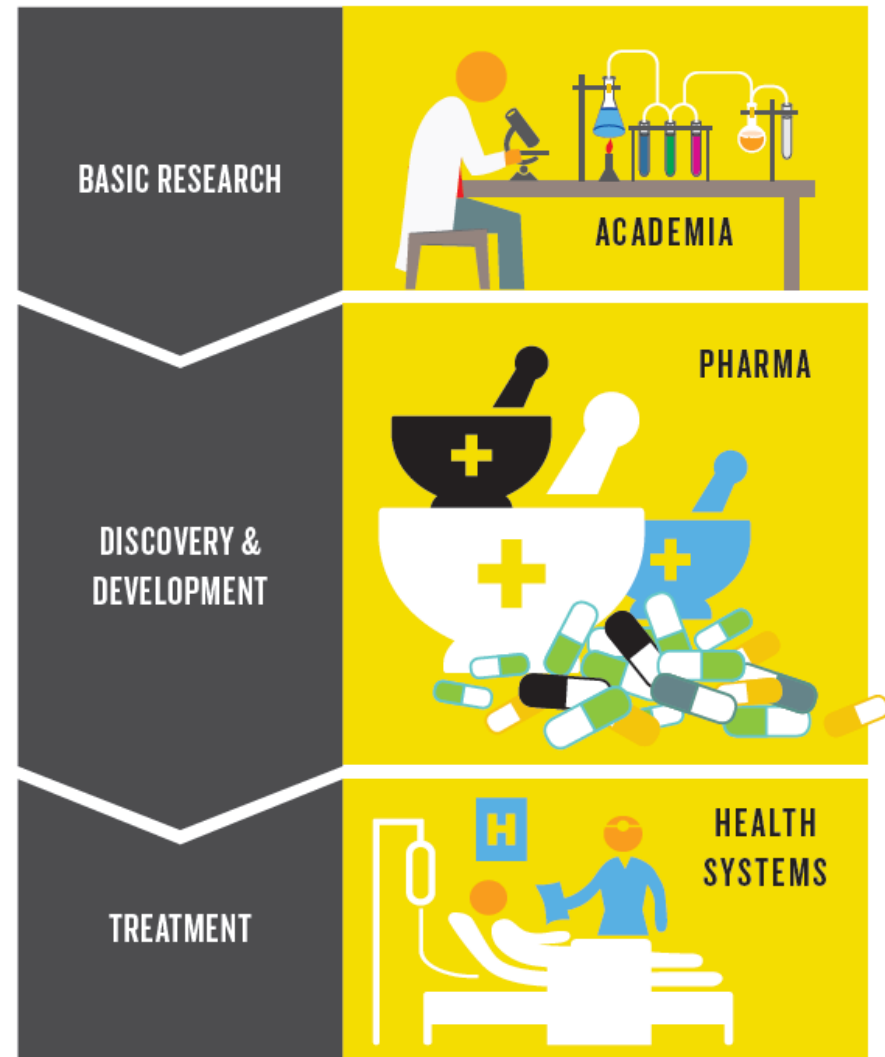 BASIC RESEARCH
ACADEMIA
PHARMA
DISCOVERY &
DEVELOPMENT
H
HEALTH
SYSTEMS
TREATMENT